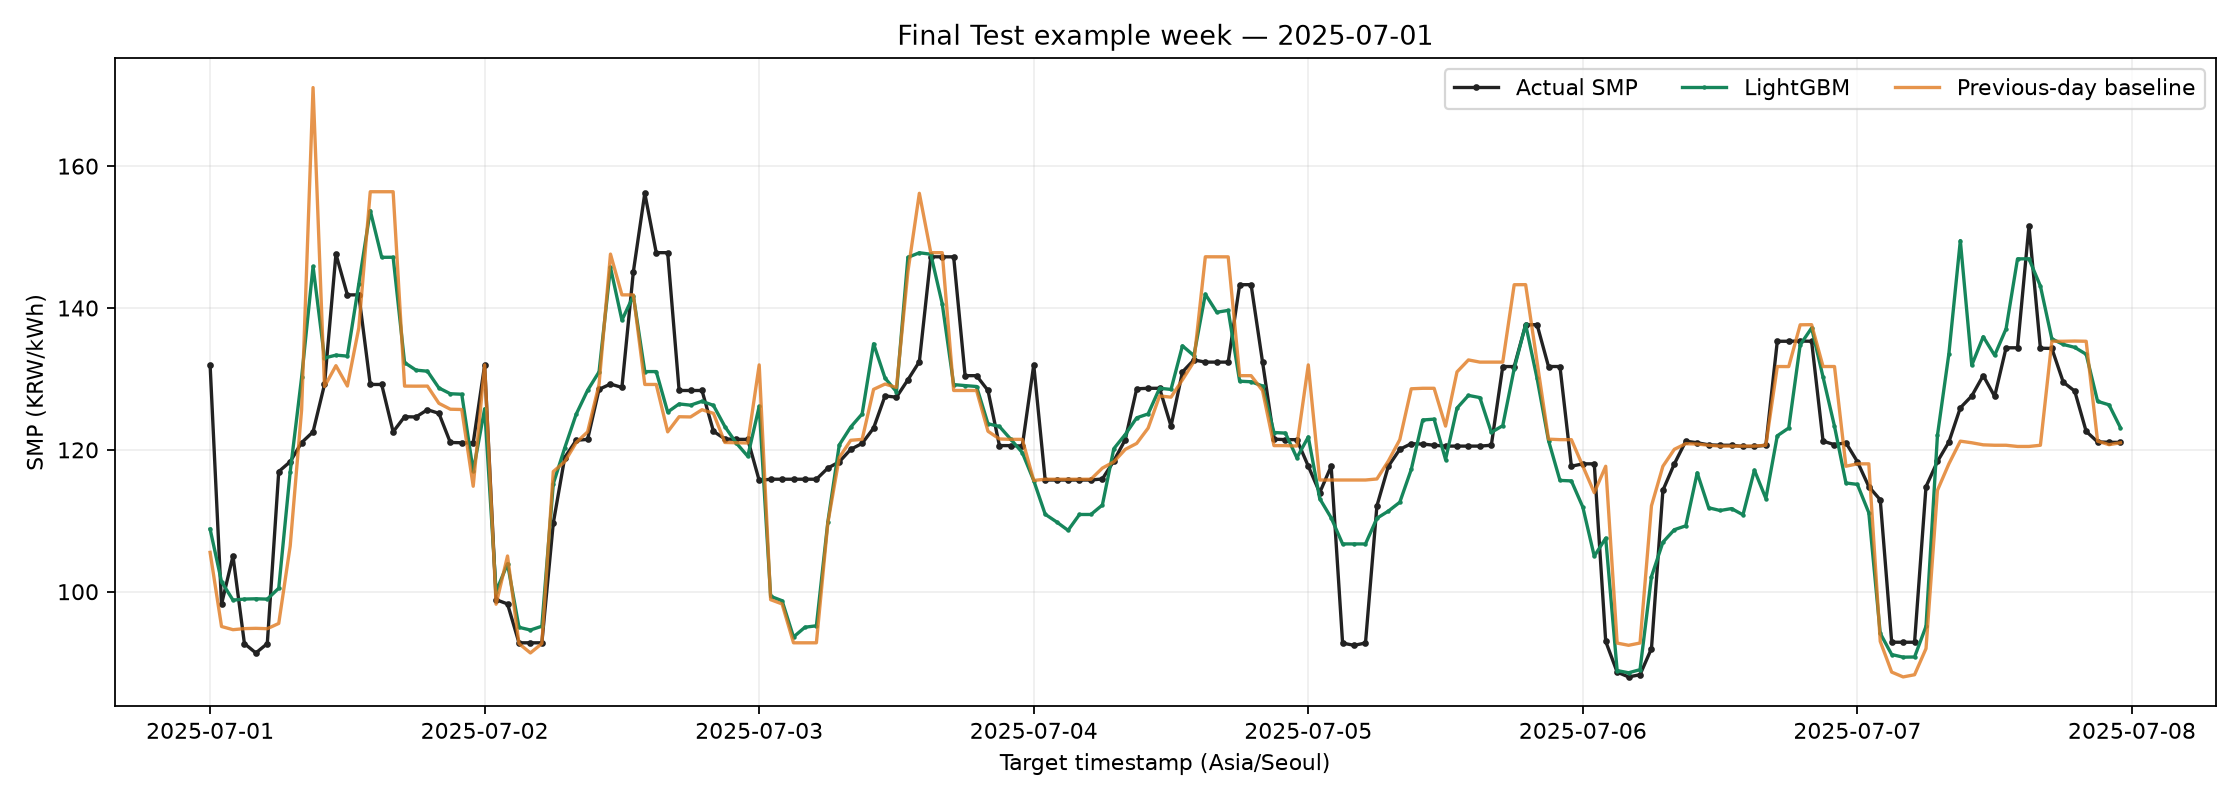 Final Test example week — 2025-07-01
Actual SMP LightGBM Previous-day baseline
SMP (KRW/kWh)
160
140
120
100
2025-07-01 2025-07-02 2025-07-03 2025-07-04 2025-07-05 2025-07-06 2025-07-07 2025-07-08
Target timestamp (Asia/Seoul)